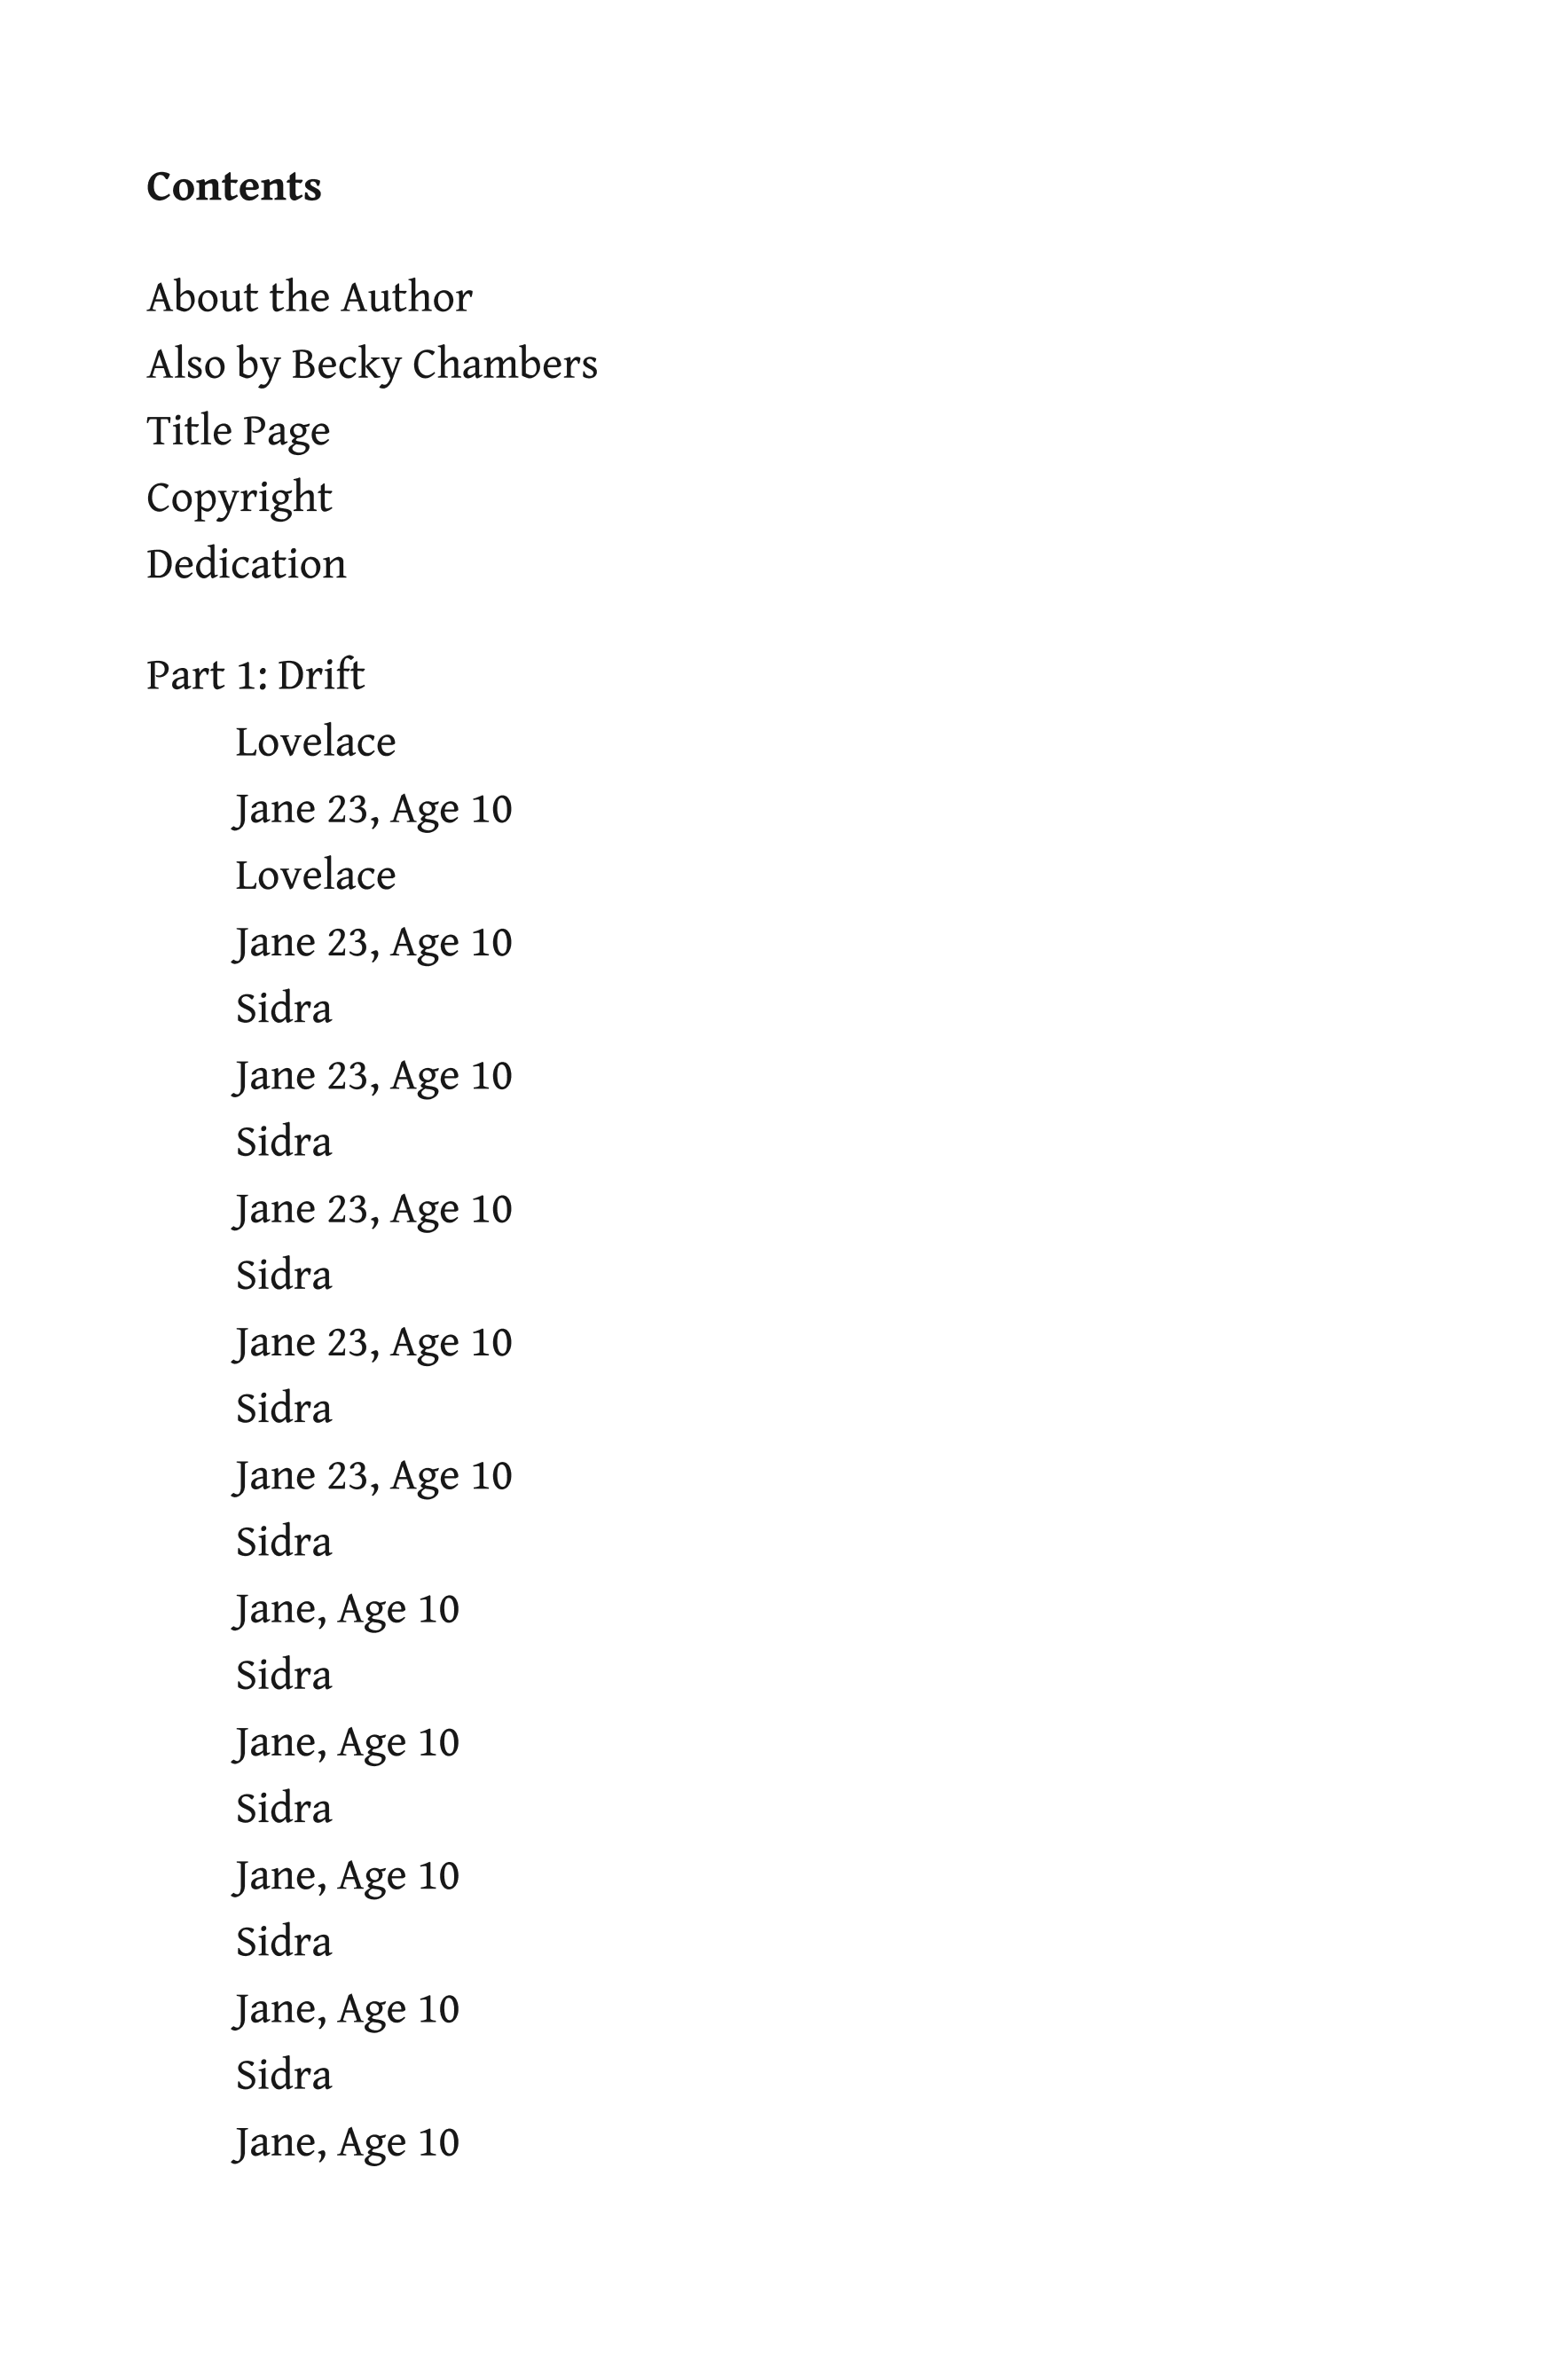 Contents
About the Author
Also by Becky Chambers
Title Page
Copyright
Dedication
Part 1: Drift
Lovelace
Jane 23, Age 10
Lovelace
Jane 23, Age 10
Sidra
Jane 23, Age 10
Sidra
Jane 23, Age 10
Sidra
Jane 23, Age 10
Sidra
Jane 23, Age 10
Sidra
Jane, Age 10
Sidra
Jane, Age 10
Sidra
Jane, Age 10
Sidra
Jane, Age 10
Sidra
Jane, Age 10